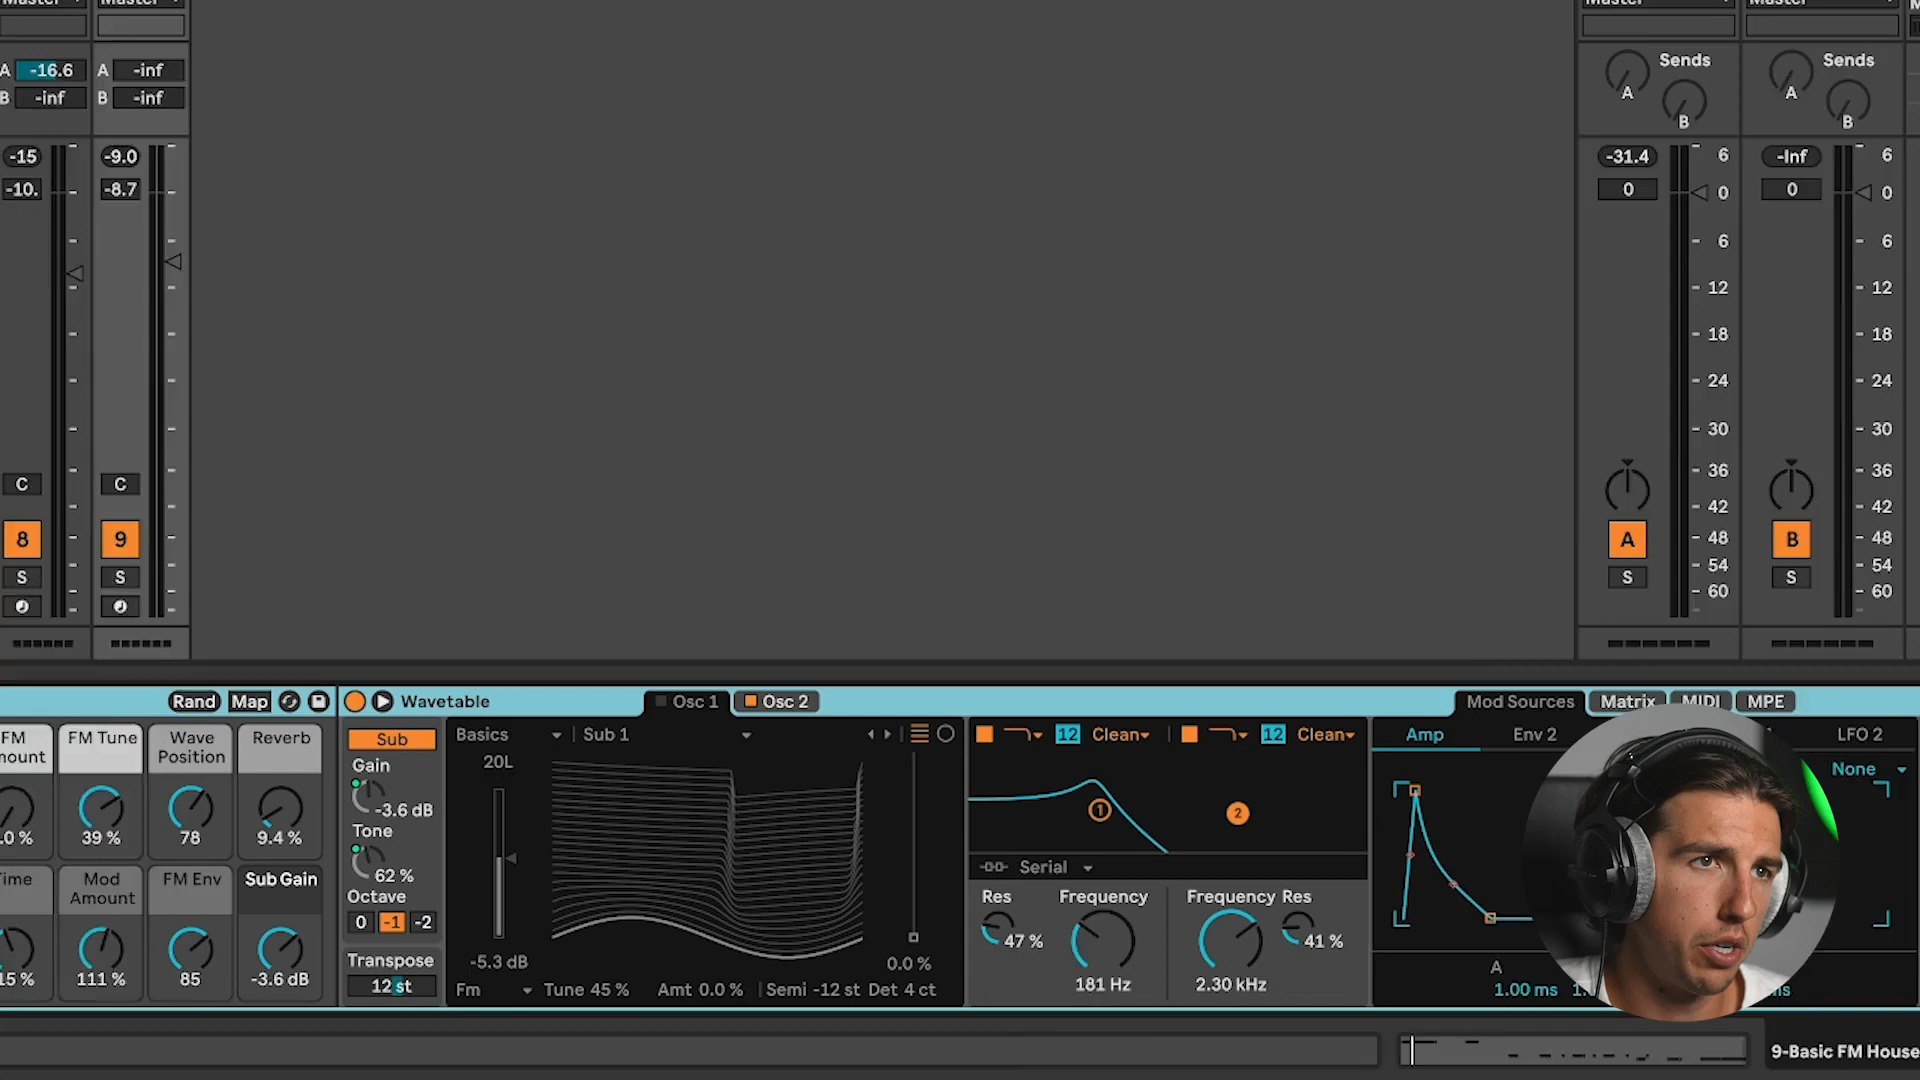 Sends
Sends
A -16.6 A -inf
B -inf B -inf
A B A B
-15 -9.0 -31.4 6 -Inf 6
-10. -8.7 0 0 0 0
6 6
12 12
18 18
24 24
30 30
C C 36 36
42 42
8 9 A 48 B 48
54 54
S S S 60 S 60
Rand Map Wavetable Osc 1 Osc 2 Mod Sources Matrix MIDI MPE
FM FM Tune Wave Position Reverb
39 % 78 9.4 %
Mod Amount FM Env Sub Gain
111 % 85 -3.6 dB
Sub
Gain
-3.6 dB
Tone
62 %
Octave
0 -1 -2
Transpose
12 st
Basics Sub 1
20L
-5.3 dB 0.0 %
Fm Tune 45 % Amt 0.0 % Semi -12 st Det 4 ct
12 Clean 12 Clean
1 2
Serial
Res Frequency Frequency Res
47 % 41 %
181 Hz 2.30 kHz
Amp Env 2 LFO 2
None
A
1.00 ms
9-Basic FM House